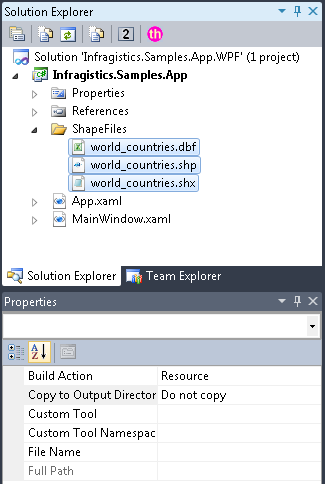 Solution Explorer
2 th
Solution 'Infragistics.Samples.App.WPF' (1 project)
Infragistics.Samples.App
Properties
References
ShapeFiles
world_countries.dbf
world_countries.shp
world_countries.shx
App.xaml
MainWindow.xaml
Solution Explorer Team Explorer
Properties
A Z
Build Action Resource
Copy to Output Director Do not copy
Custom Tool
Custom Tool Namespac
File Name
Full Path